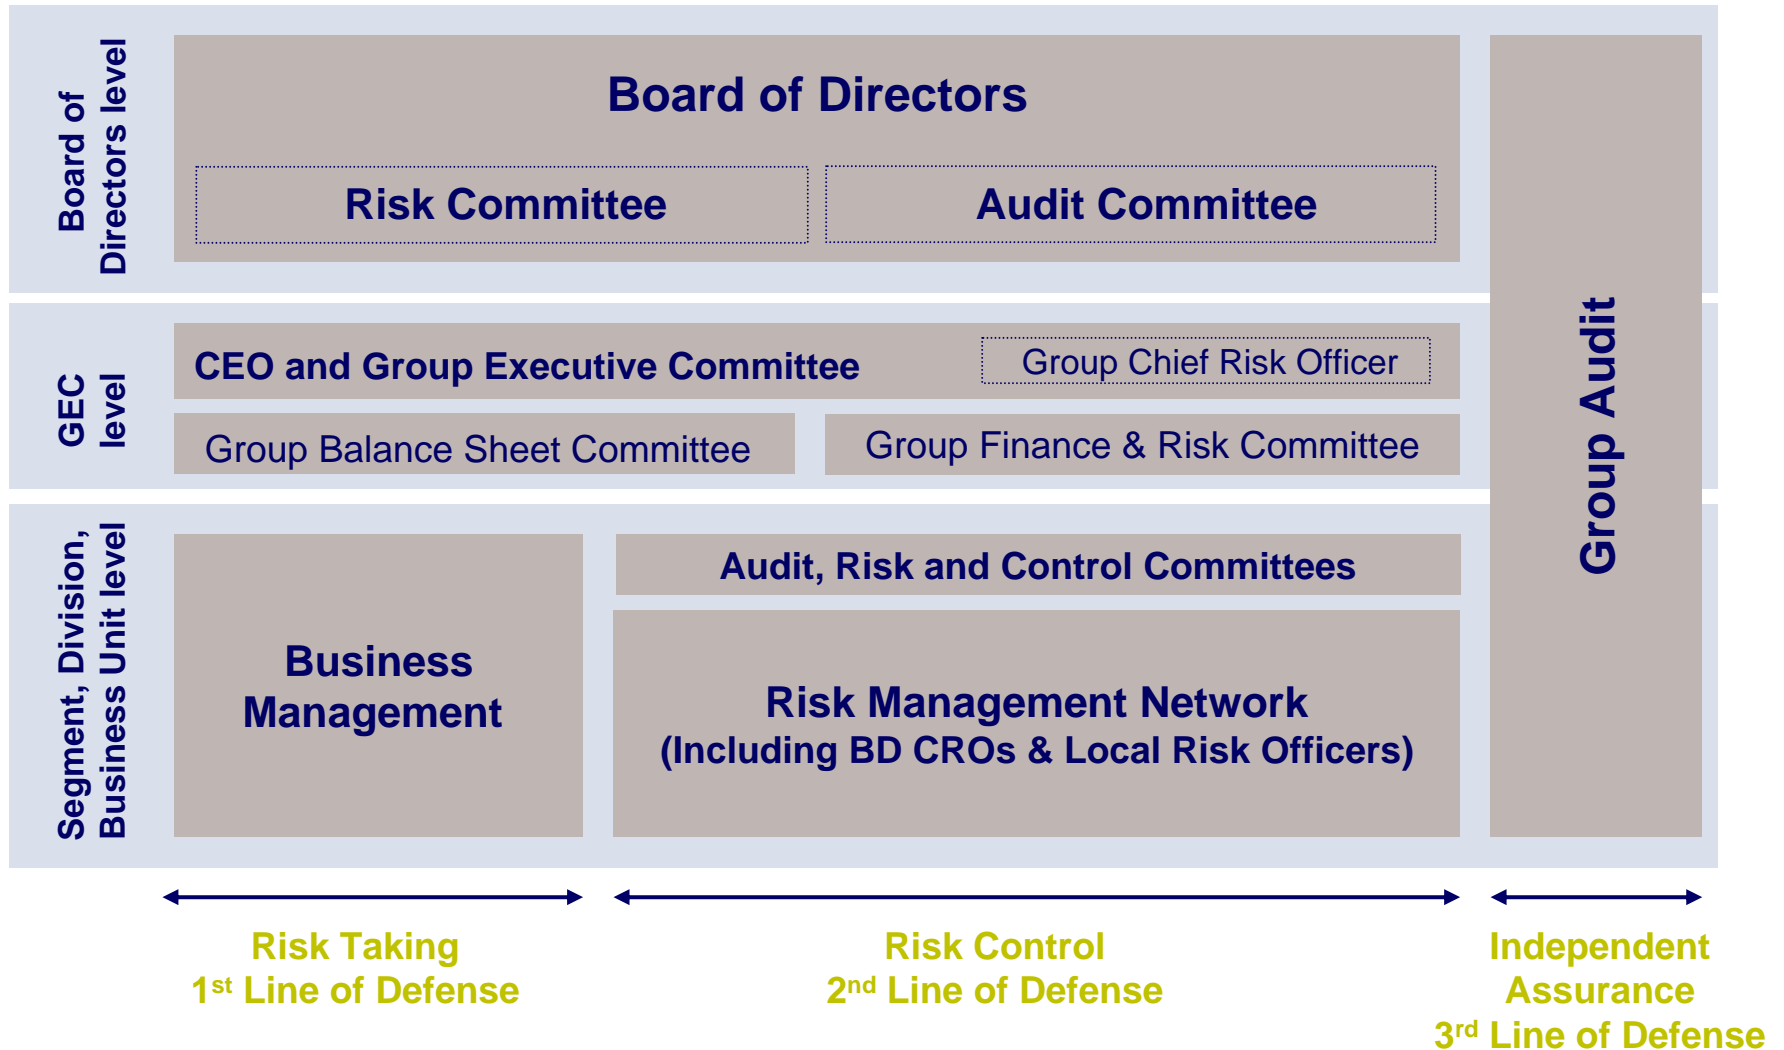 Board of
Directors level
Board of Directors
Risk Committee
Audit Committee
GEC
level
CEO and Group Executive Committee
Group Chief Risk Officer
Group Balance Sheet Committee
Group Finance & Risk Committee
Segment, Division,
Business Unit level
Business
Management
Audit, Risk and Control Committees
Risk Management Network
(Including BD CROs & Local Risk Officers)
Group Audit
Risk Taking
1st Line of Defense
Risk Control
2nd Line of Defense
Independent
Assurance
3rd Line of Defense